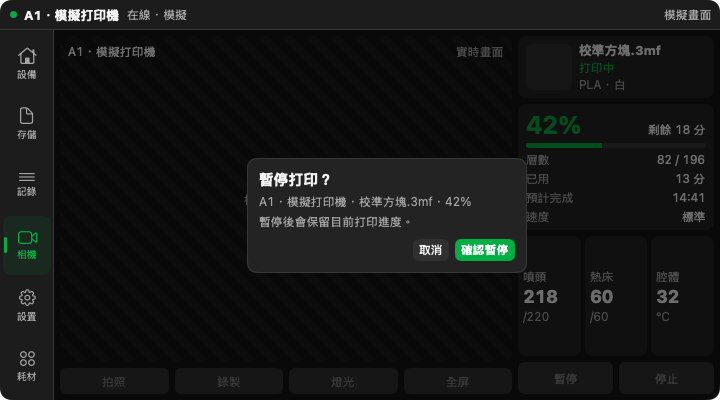 A1・模擬打印機 在線・模擬
模擬畫面
設備
存儲
記錄
相機
設置
耗材
A1・模擬打印機
實時畫面
校準方塊.3mf
打印中
PLA・白
42%
剩餘 18 分
層數 82 / 196
已用 13 分
預計完成 14:41
速度 標準
暫停打印？
A1・模擬打印機・校準方塊.3mf・42%
暫停後會保留目前打印進度。
取消
確認暫停
噴頭
218
/220
熱床
60
/60
腔體
32
°C
拍照
錄製
燈光
全屏
暫停
停止